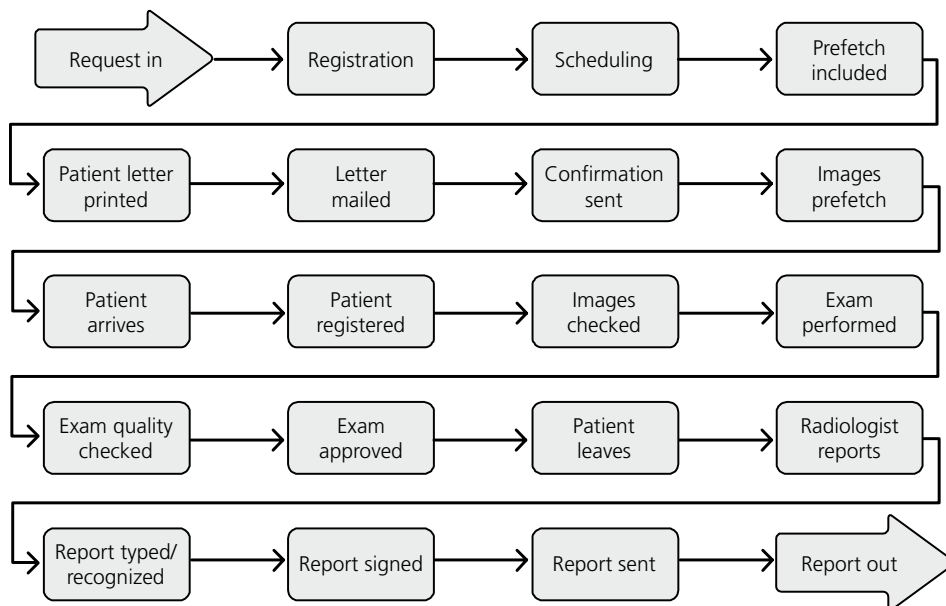 Request in
Registration
Scheduling
Prefetch
included
Patient letter
printed
Letter
mailed
Confirmation
sent
Images
prefetch
Patient
arrives
Patient
registered
Images
checked
Exam
performed
Exam quality
checked
Exam
approved
Patient
leaves
Radiologist
reports
Report typed/
recognized
Report signed
Report sent
Report out